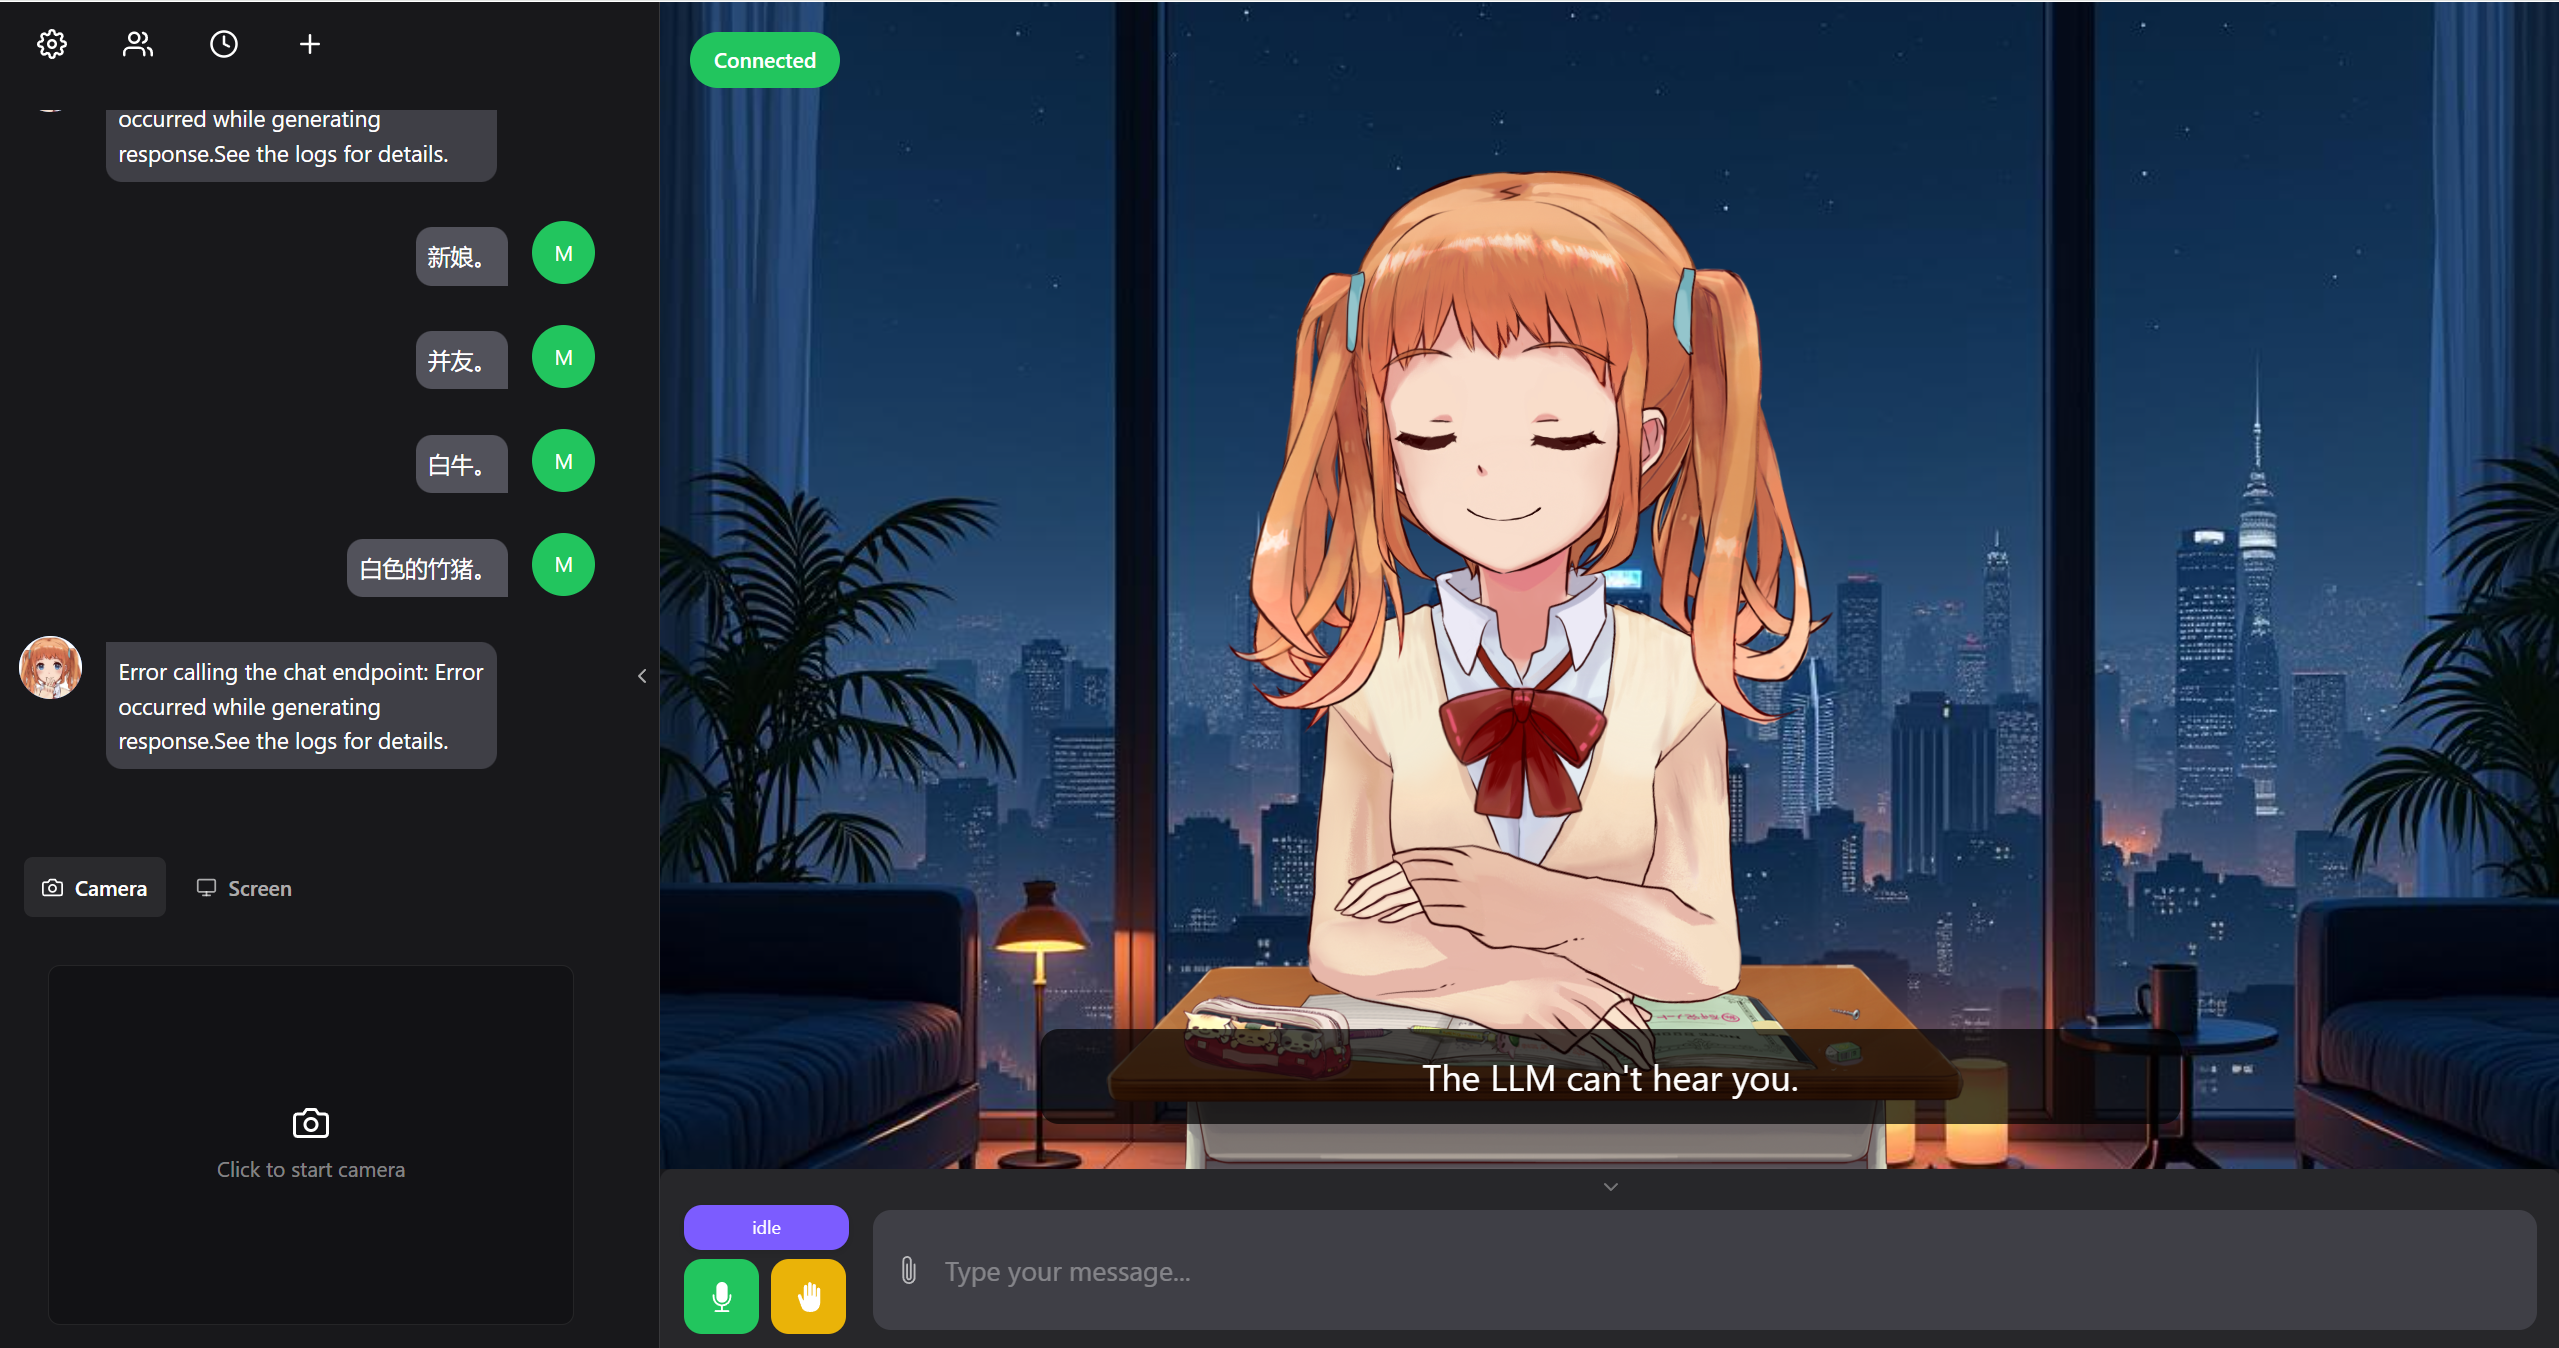 Connected
occurred while generating
response.See the logs for details.
新娘。
M
并友。
M
白牛。
M
白色的竹猪。
M
Error calling the chat endpoint: Error
occurred while generating
response.See the logs for details.
Camera
Screen
Click to start camera
The LLM can't hear you.
idle
Type your message...